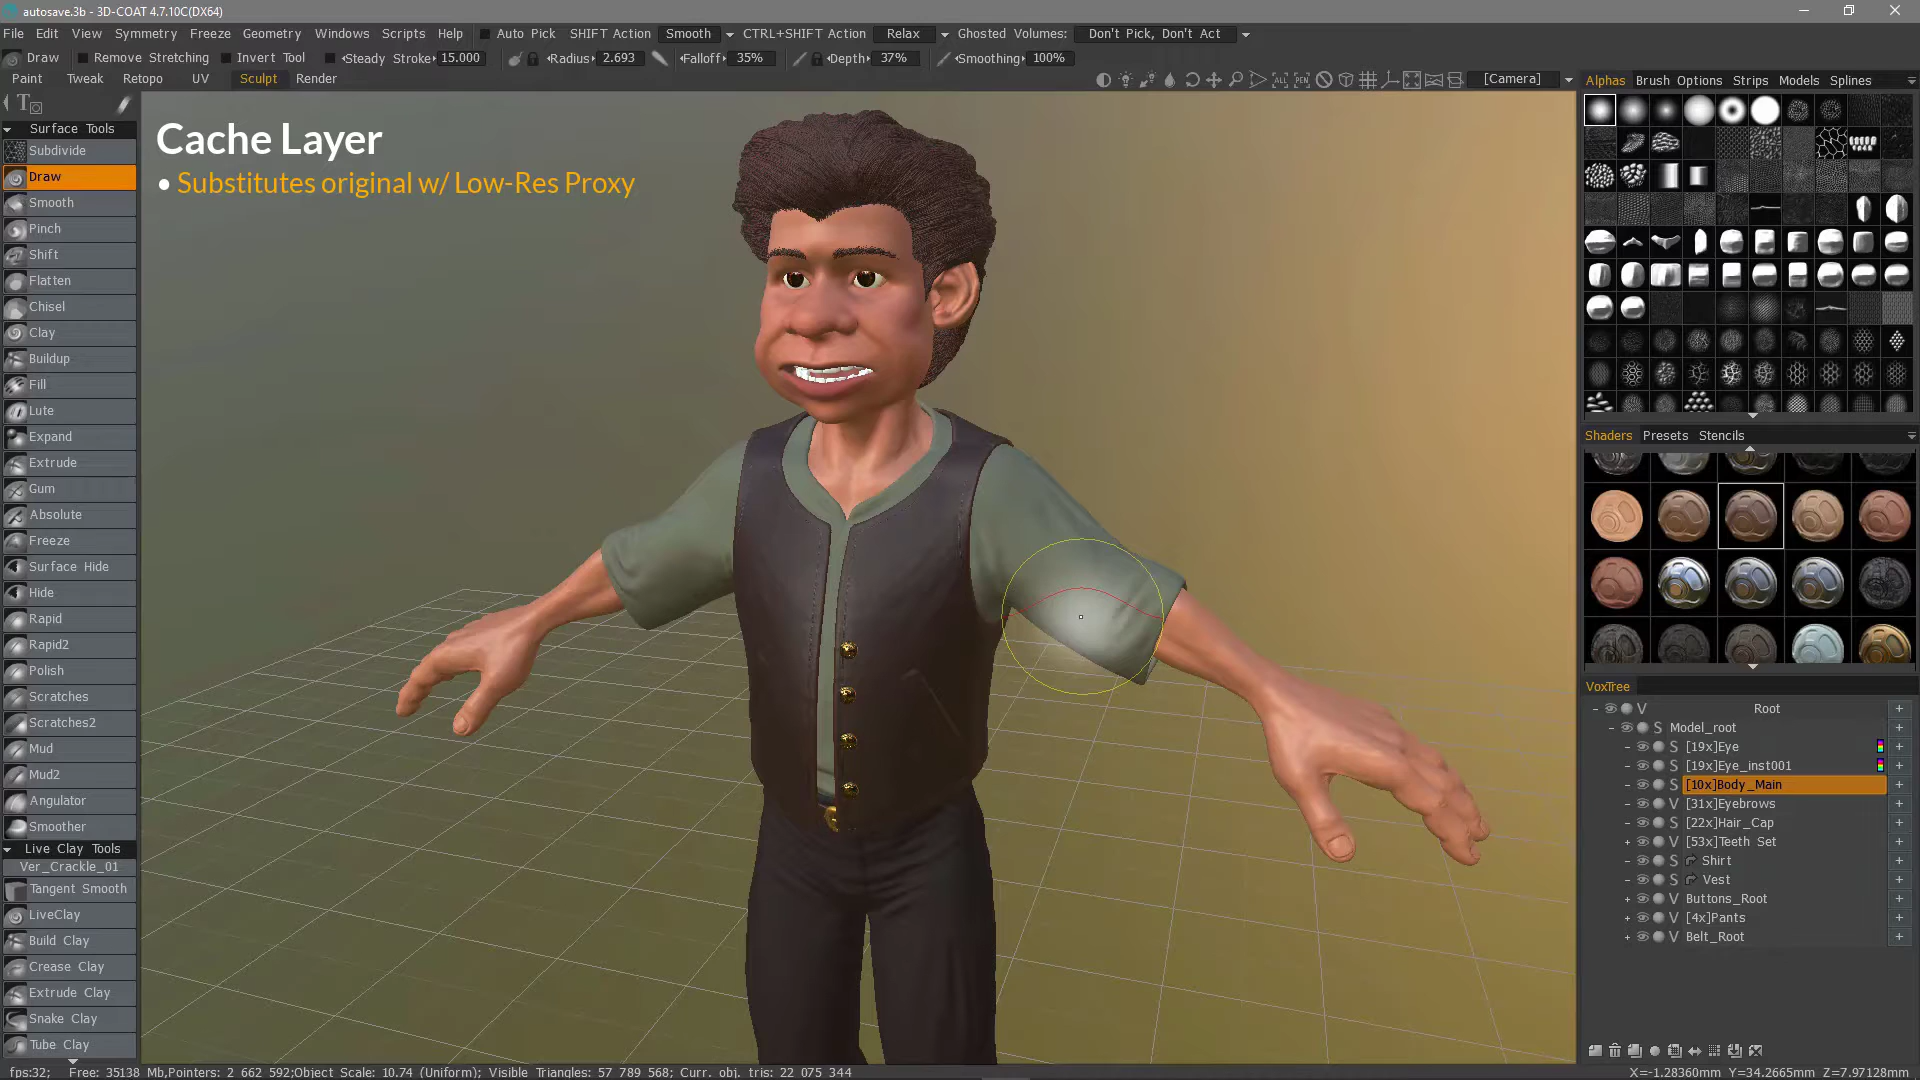 autosave.3b - 3D-COAT 4.7.10C(DX64)
File Edit View Symmetry Freeze Geometry Windows Scripts Help Auto Pick SHIFT Action Smooth CTRL+SHIFT Action Relax Ghosted Volumes: Don't Pick, Don't Act
Draw Remove Stretching Invert Tool Steady Stroke 15.000 Radius 2.693 Falloff 35% Depth 37% Smoothing 100%
Paint Tweak Retopo UV Sculpt Render [Camera]
Alphas Brush Options Strips Models Splines
Surface Tools
Subdivide
Draw
Smooth
Pinch
Shift
Flatten
Chisel
Clay
Buildup
Fill
Lute
Expand
Extrude
Gum
Absolute
Freeze
Surface Hide
Hide
Rapid
Rapid2
Polish
Scratches
Scratches2
Mud
Mud2
Angulator
Smoother
Live Clay Tools
Ver_Crackle_01
Tangent Smooth
LiveClay
Build Clay
Crease Clay
Extrude Clay
Snake Clay
Tube Clay
Cache Layer
• Substitutes original w/ Low-Res Proxy
ALL PEN
Shaders Presets Stencils
VoxTree
- V Root +
- S Model_root +
- S [19x]Eye +
- S [19x]Eye_inst001 +
- S [10x]Body_Main +
- V [31x]Eyebrows +
- S [22x]Hair_Cap +
+ V [53x]Teeth Set +
- S Shirt +
- S Vest +
+ V Buttons_Root +
+ V [4x]Pants +
+ V Belt_Root +
fps:32; Free: 35138 Mb,Pointers: 2 662 592;Object Scale: 10.74 (Uniform); Visible Triangles: 57 789 568; Curr. obj. tris: 22 075 344
X=-1.28360mm Y=34.2665mm Z=7.97128mm